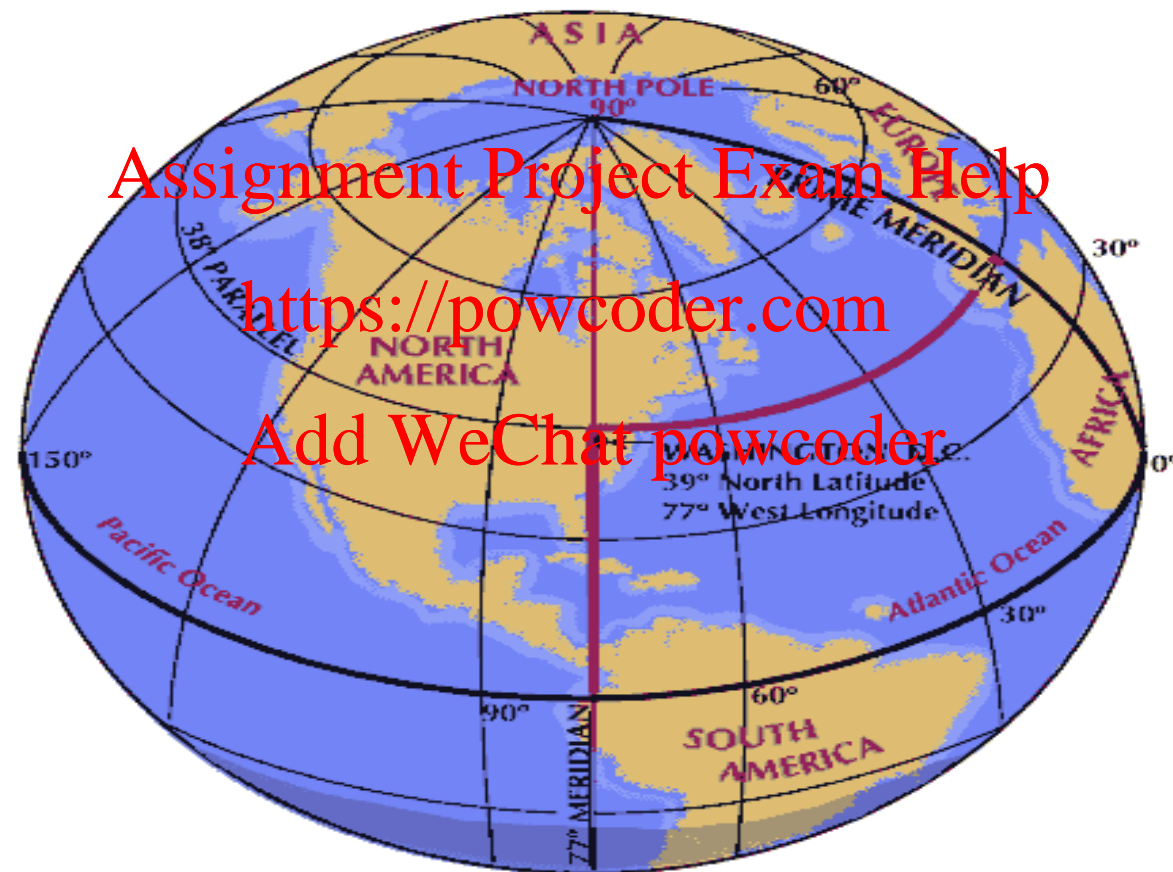 ASIA
NORTH POLE
90°
60°
EUROPE
Assignment Project Exam Help
PRIME MERIDIAN
38° PARALLEL
30°
https://powcoder.com
NORTH
AMERICA
AFRICA
Add WeChat powcoder
150°
WASHINGTON, D.C.
0°
39° North Latitude
77° West Longitude
Pacific Ocean
Atlantic Ocean
30°
60°
90°
77° MERIDIAN
SOUTH
AMERICA